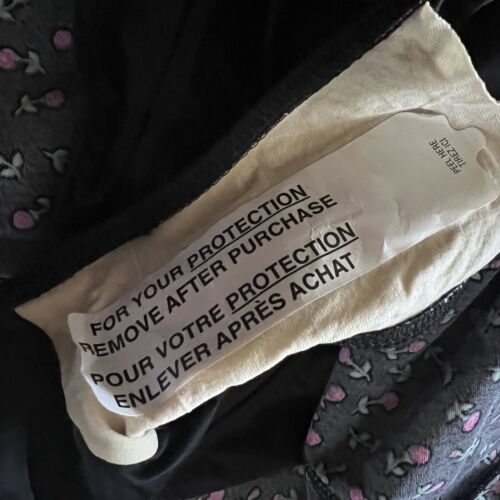 PEEL HERE
TIREZ ICI
FOR YOUR PROTECTION
REMOVE AFTER PURCHASE
POUR VOTRE PROTECTION
ENLEVER APRÈS ACHAT